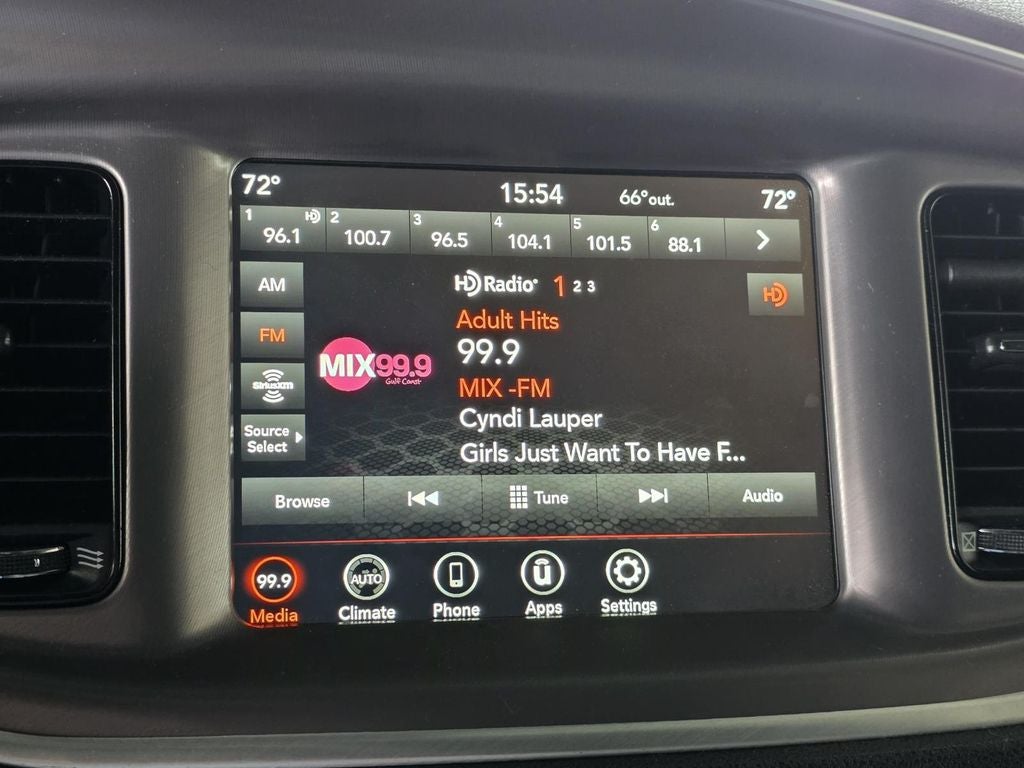 72° 15:54 66°out. 72°
1 HD 96.1 2 100.7 3 96.5 4 104.1 5 101.5 6 88.1
AM
HD Radio® 1 2 3
HD
FM
Adult Hits
99.9
MIX99.9
Gulf Coast
MIX -FM
SiriusXM
Cyndi Lauper
Source
Select
Girls Just Want To Have F...
Browse Tune Audio
99.9 AUTO u
Media Climate Phone Apps Settings